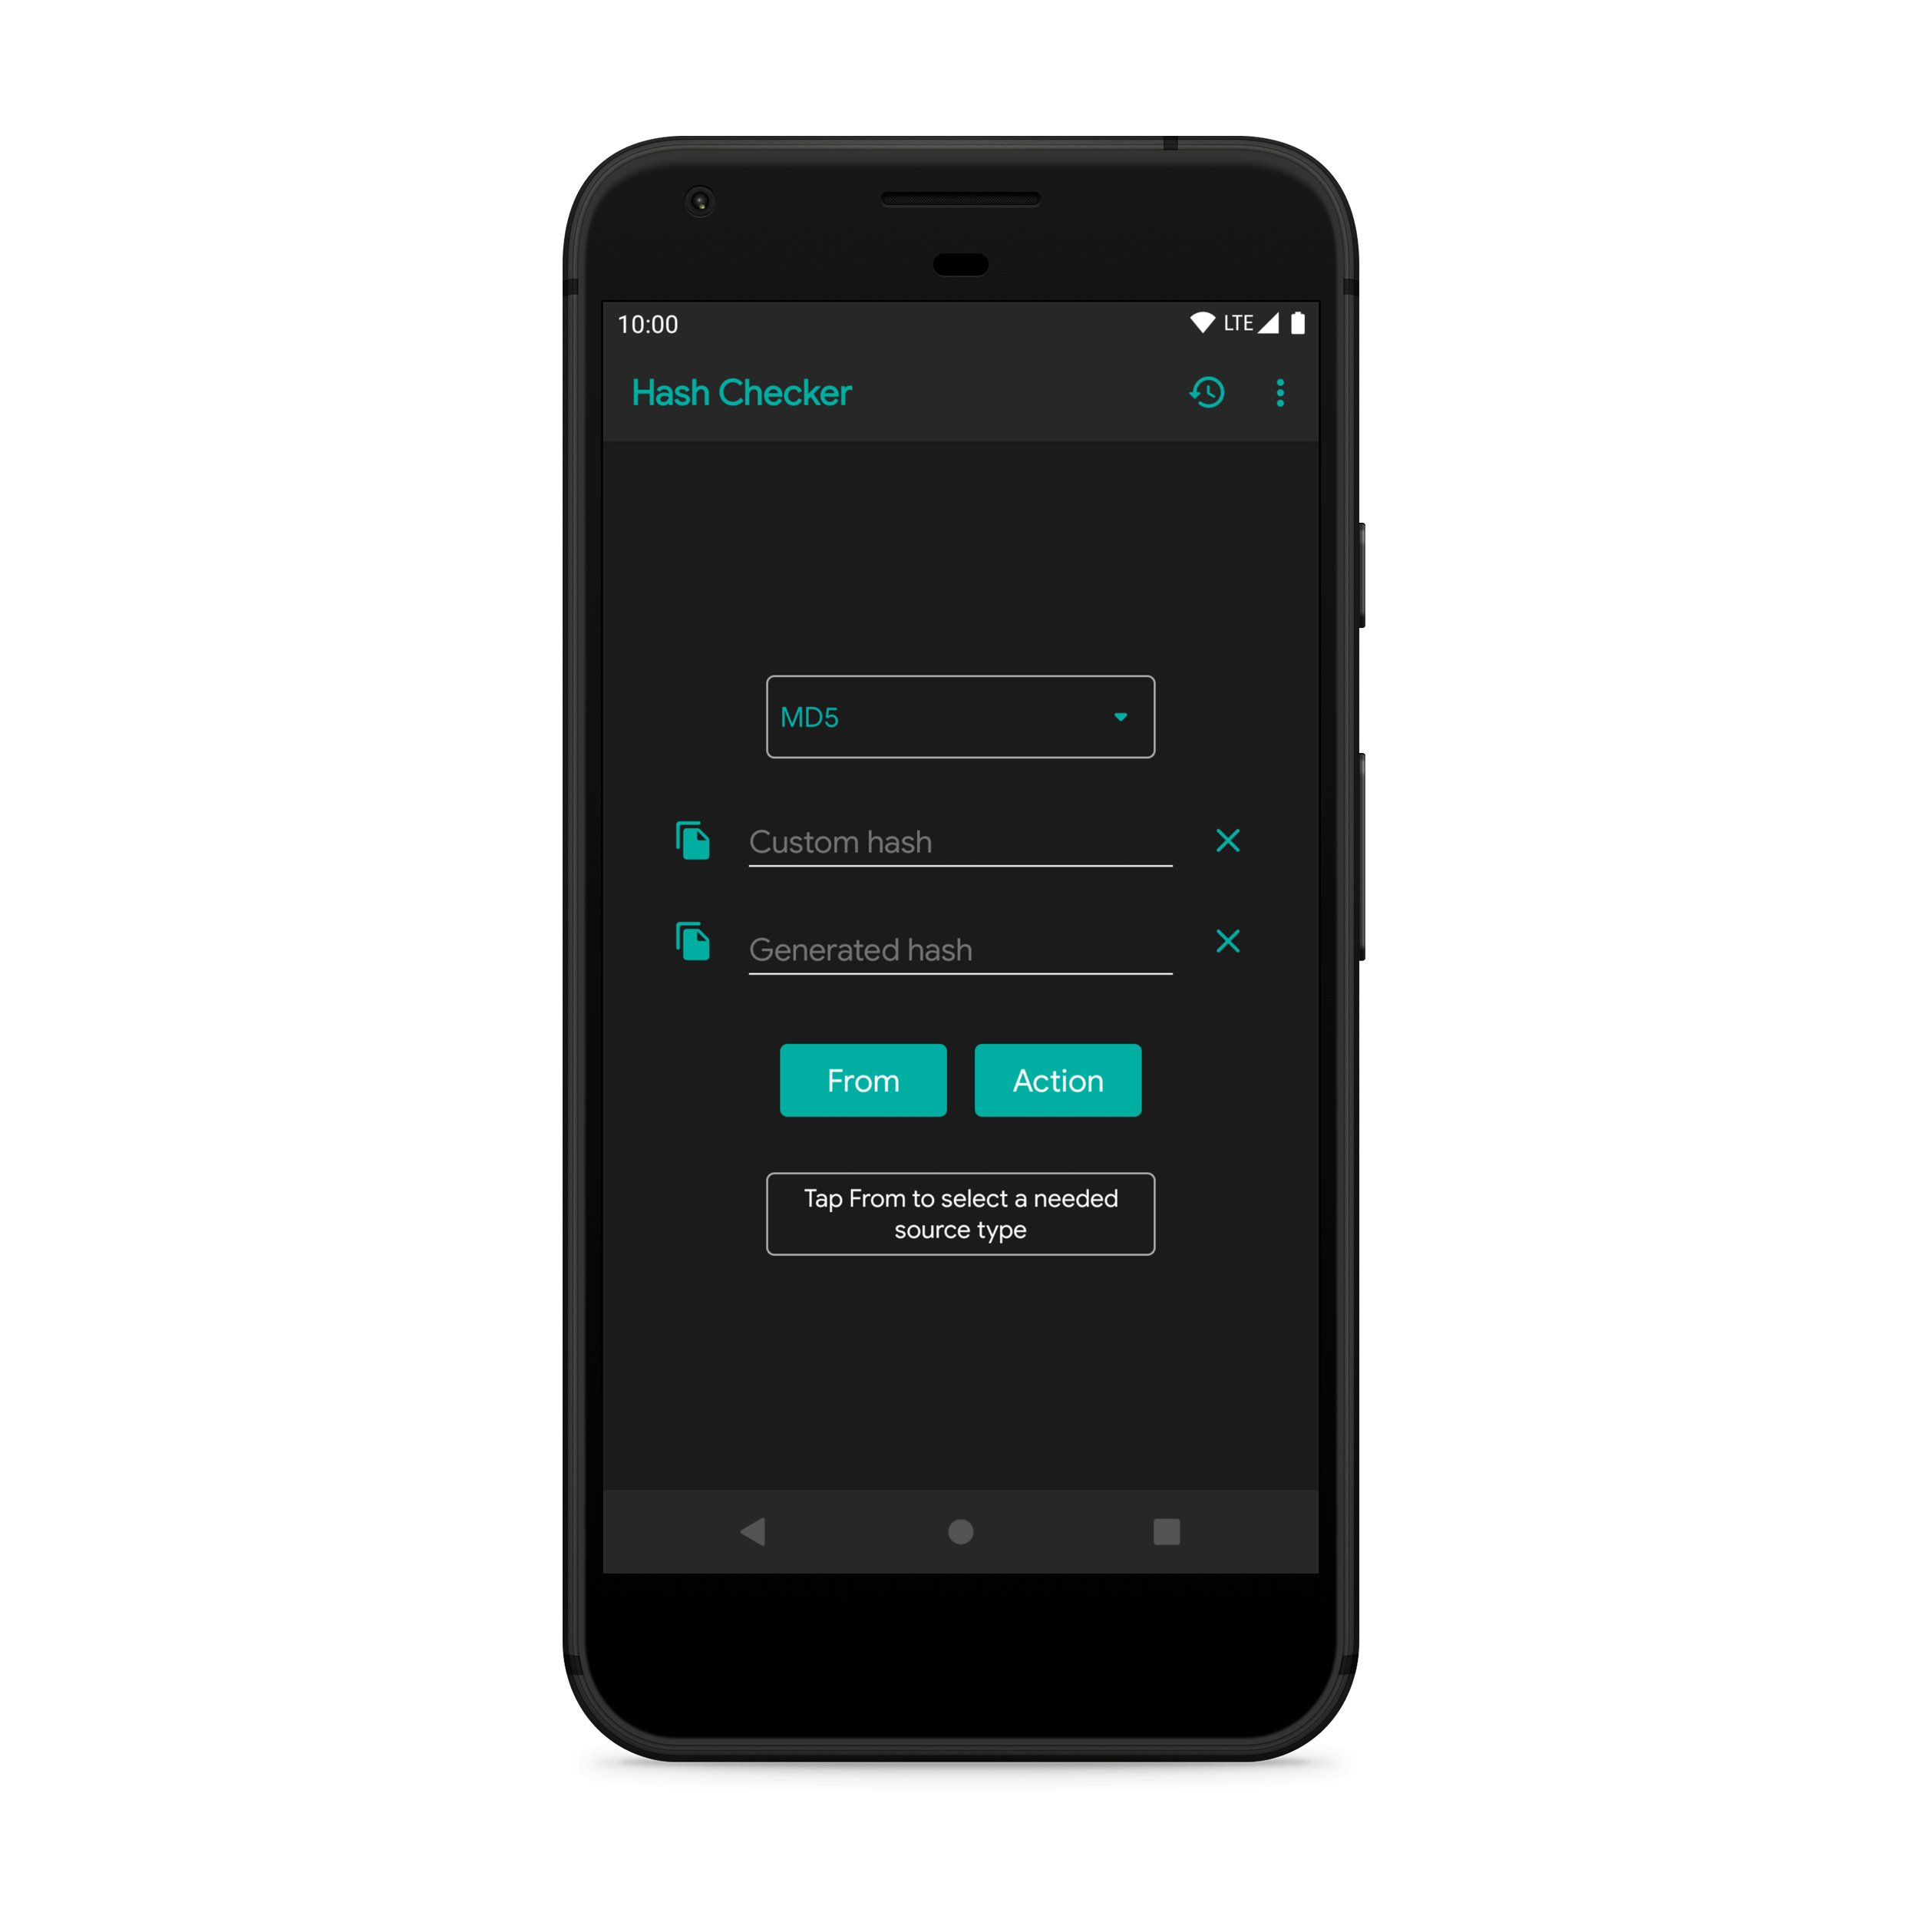 10:00 LTE
Hash Checker
MD5
Custom hash
Generated hash
From Action
Tap From to select a needed
source type